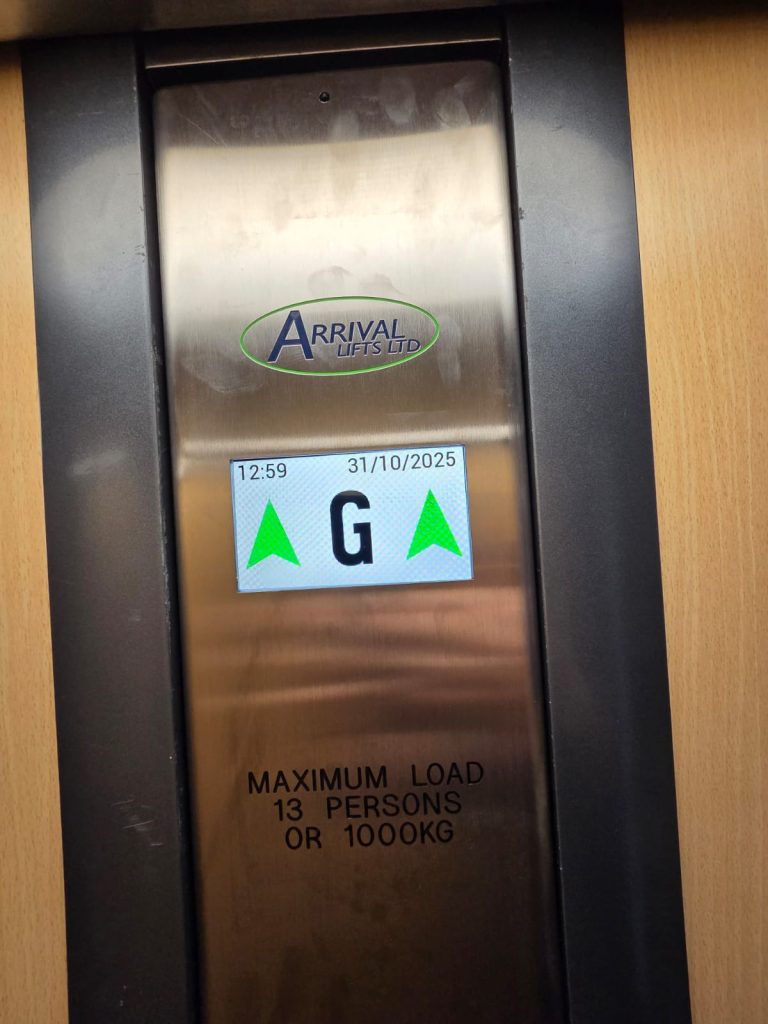 ARRIVAL
LIFTS LTD
12:59 31/10/2025
G
MAXIMUM LOAD
13 PERSONS
OR 1000KG